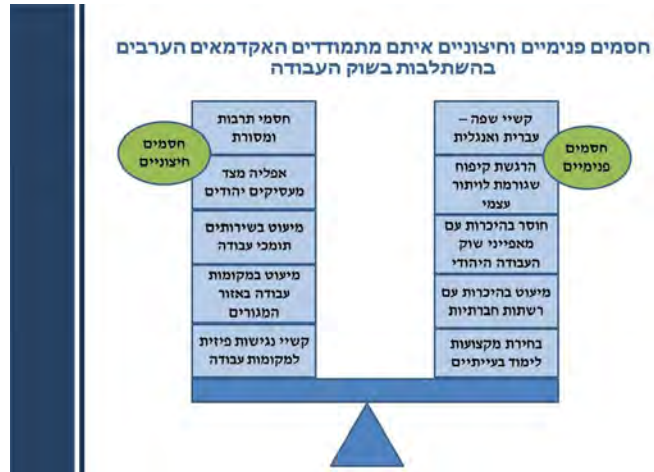 חסמים פנימיים וחיצוניים איתם מתמודדים האקדמאים הערבים
בהשתלבות בשוק העבודה
חסמים
פנימיים
קשיי שפה –
עברית ואנגלית
הרגשת קיפוח
שגורמת לויתור
עצמי
חוסר בהיכרות עם
מאפייני שוק
העבודה היהודי
מיעוט בהיכרות עם
רשתות חברתיות
בחירת מקצועות
לימוד בעייתיים
חסמים
חיצוניים
חסמי תרבות
ומסורת
אפליה מצד
מעסיקים יהודים
מיעוט בשירותים
תומכי עבודה
מיעוט במקומות
עבודה באזור
המגורים
קשיי נגישות פיזית
למקומות עבודה